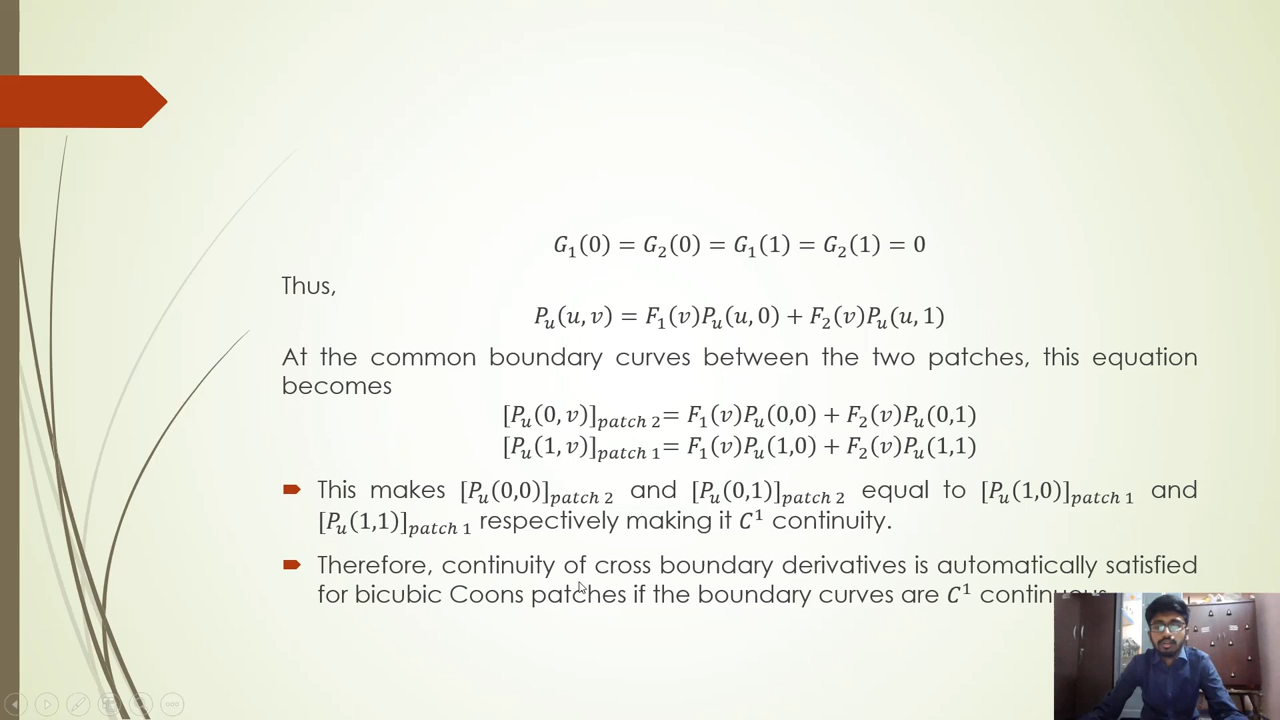 G₁(0) = G₂(0) = G₁(1) = G₂(1) = 0
Thus,
Pᵤ(u, v) = F₁(v)Pᵤ(u, 0) + F₂(v)Pᵤ(u, 1)
At the common boundary curves between the two patches, this equation
becomes
[Pᵤ(0, v)]patch 2 = F₁(v)Pᵤ(0,0) + F₂(v)Pᵤ(0,1)
[Pᵤ(1, v)]patch 1 = F₁(v)Pᵤ(1,0) + F₂(v)Pᵤ(1,1)
This makes [Pᵤ(0,0)]patch 2 and [Pᵤ(0,1)]patch 2 equal to [Pᵤ(1,0)]patch 1 and
[Pᵤ(1,1)]patch 1 respectively making it C¹ continuity.
Therefore, continuity of cross boundary derivatives is automatically satisfied
for bicubic Coons patches if the boundary curves are C¹